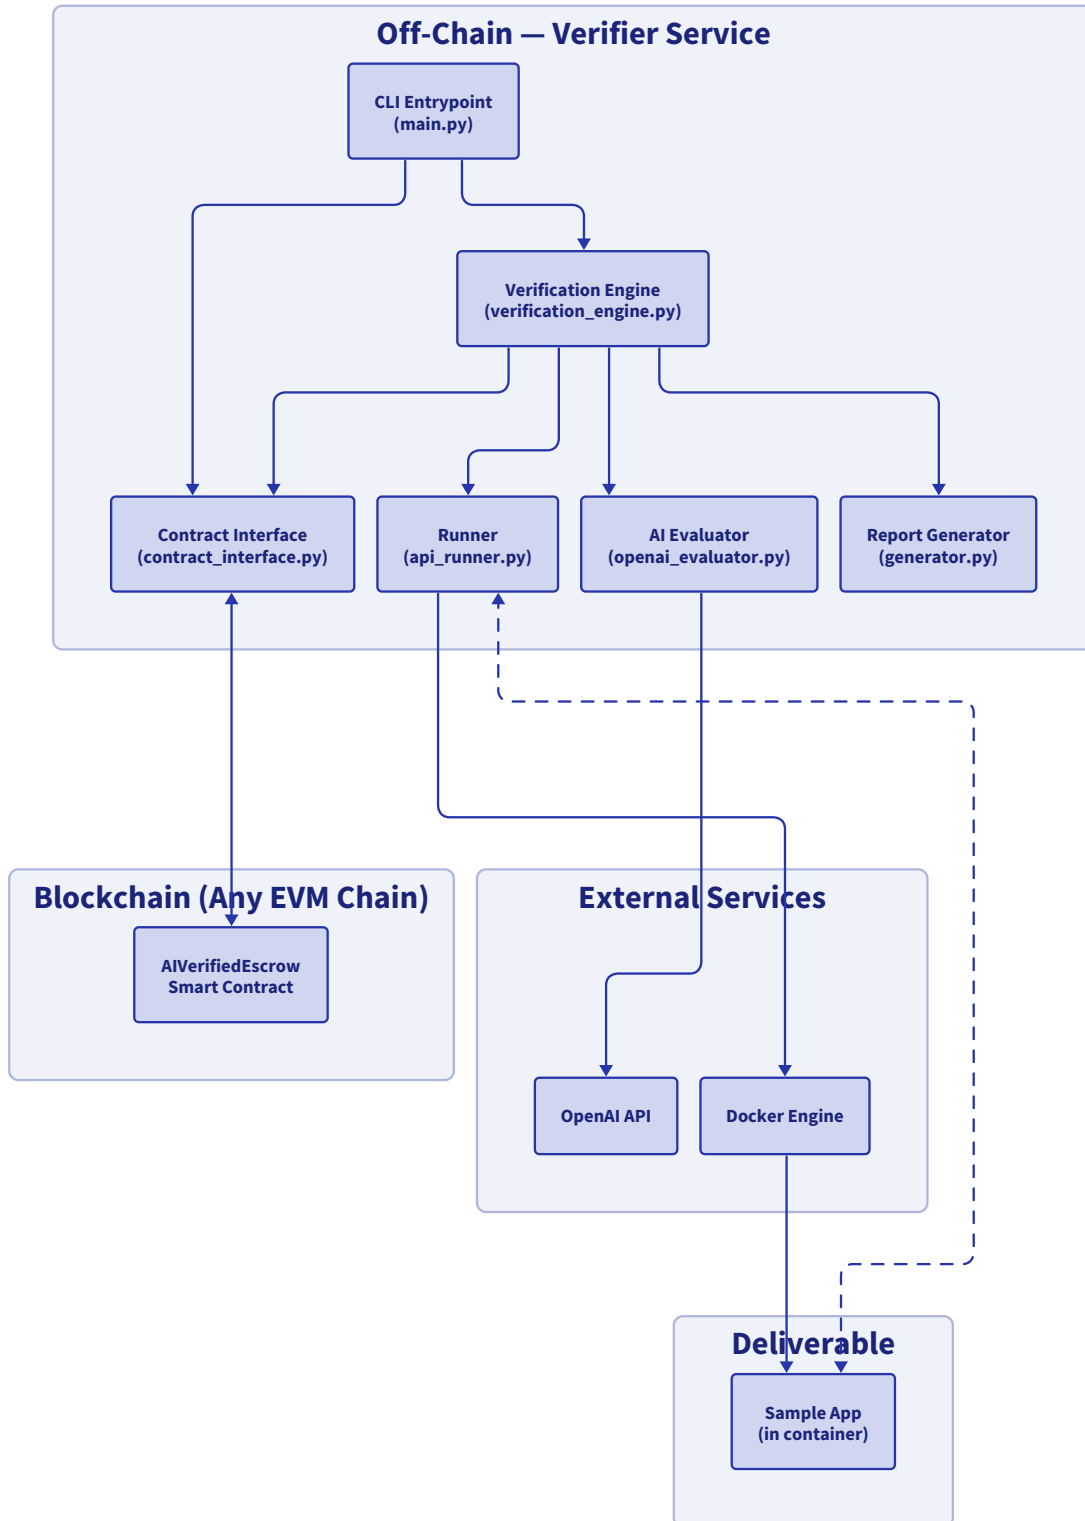 Off-Chain — Verifier Service
CLI Entrypoint
(main.py)
Verification Engine
(verification_engine.py)
Contract Interface
(contract_interface.py)
Runner
(api_runner.py)
AI Evaluator
(openai_evaluator.py)
Report Generator
(generator.py)
Blockchain (Any EVM Chain)
AIVerifiedEscrow
Smart Contract
External Services
OpenAI API
Docker Engine
Deliverable
Sample App
(in container)